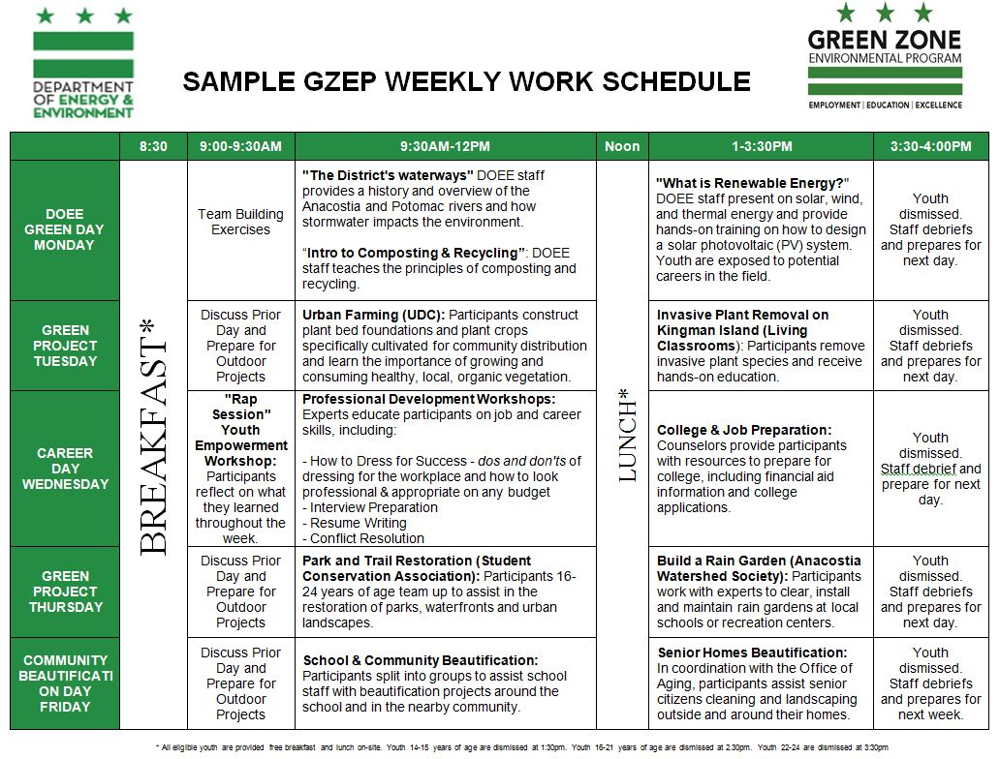 DEPARTMENT
OF ENERGY &
ENVIRONMENT
SAMPLE GZEP WEEKLY WORK SCHEDULE
GREEN ZONE
ENVIRONMENTAL PROGRAM
EMPLOYMENT | EDUCATION | EXCELLENCE
8:30
9:00-9:30AM
9:30AM-12PM
Noon
1-3:30PM
3:30-4:00PM
BREAKFAST*
LUNCH*
DOEE
GREEN DAY
MONDAY
Team Building
Exercises
"The District's waterways" DOEE staff
provides a history and overview of the
Anacostia and Potomac rivers and how
stormwater impacts the environment.
“Intro to Composting & Recycling”: DOEE
staff teaches the principles of composting and
recycling.
"What is Renewable Energy?"
DOEE staff present on solar, wind,
and thermal energy and provide
hands-on training on how to design
a solar photovoltaic (PV) system.
Youth are exposed to potential
careers in the field.
Youth
dismissed.
Staff debriefs
and prepares for
next day.
GREEN
PROJECT
TUESDAY
Discuss Prior
Day and
Prepare for
Outdoor
Projects
Urban Farming (UDC): Participants construct
plant bed foundations and plant crops
specifically cultivated for community distribution
and learn the importance of growing and
consuming healthy, local, organic vegetation.
Invasive Plant Removal on
Kingman Island (Living
Classrooms): Participants remove
invasive plant species and receive
hands-on education.
Youth
dismissed.
Staff debriefs
and prepares for
next day.
CAREER
DAY
WEDNESDAY
"Rap
Session"
Youth
Empowerment
Workshop:
Participants
reflect on what
they learned
throughout the
week.
Professional Development Workshops:
Experts educate participants on job and career
skills, including:
- How to Dress for Success - dos and don'ts of
dressing for the workplace and how to look
professional & appropriate on any budget
- Interview Preparation
- Resume Writing
- Conflict Resolution
College & Job Preparation:
Counselors provide participants
with resources to prepare for
college, including financial aid
information and college
applications.
Youth
dismissed.
Staff debrief and
prepare for next
day.
GREEN
PROJECT
THURSDAY
Discuss Prior
Day and
Prepare for
Outdoor
Projects
Park and Trail Restoration (Student
Conservation Association): Participants 16-
24 years of age team up to assist in the
restoration of parks, waterfronts and urban
landscapes.
Build a Rain Garden (Anacostia
Watershed Society): Participants
work with experts to clear, install
and maintain rain gardens at local
schools or recreation centers.
Youth
dismissed.
Staff debriefs
and prepares for
next day.
COMMUNITY
BEAUTIFICATI
ON DAY
FRIDAY
Discuss Prior
Day and
Prepare for
Outdoor
Projects
School & Community Beautification:
Participants split into groups to assist school
staff with beautification projects around the
school and in the nearby community.
Senior Homes Beautification:
In coordination with the Office of
Aging, participants assist senior
citizens cleaning and landscaping
outside and around their homes.
Youth
dismissed.
Staff debriefs
and prepares for
next week.
* All eligible youth are provided free breakfast and lunch on-site. Youth 14-15 years of age are dismissed at 1:30pm. Youth 16-21 years of age are dismissed at 2.30pm. Youth 22-24 are dismissed at 3:30pm